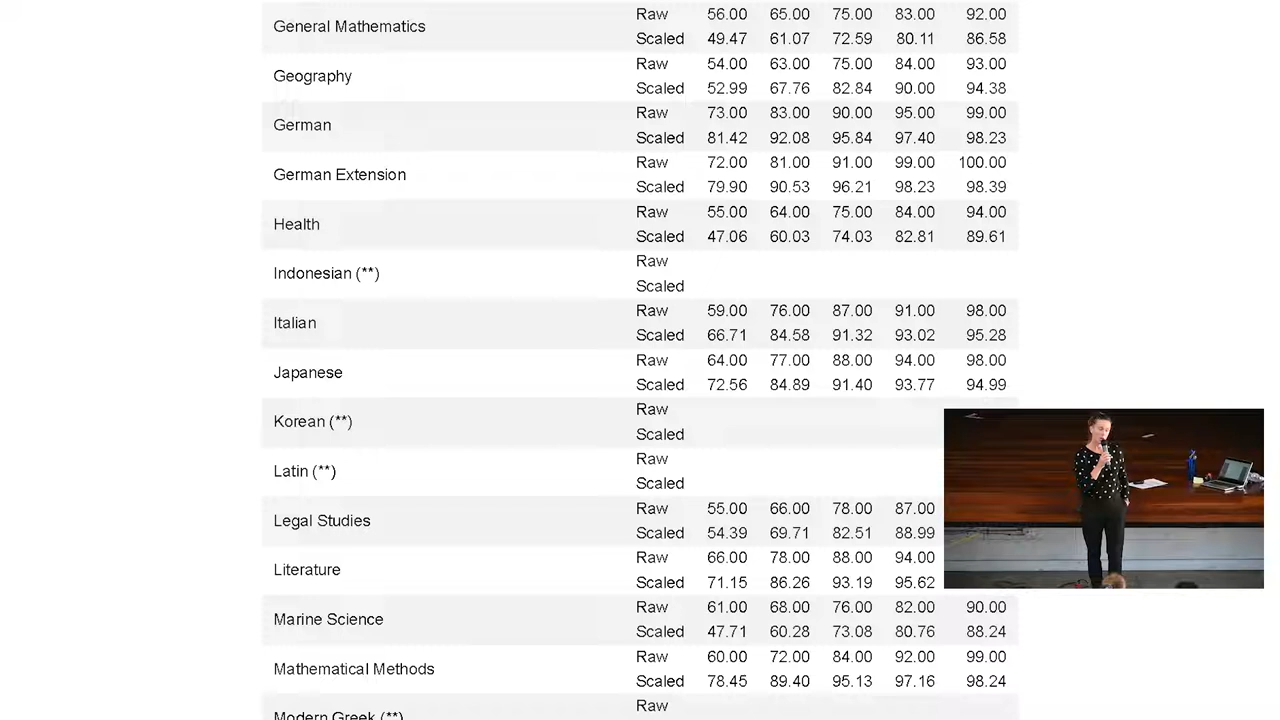 Raw 56.00 65.00 75.00 83.00 92.00
General Mathematics
Scaled 49.47 61.07 72.59 80.11 86.58
Raw 54.00 63.00 75.00 84.00 93.00
Geography
Scaled 52.99 67.76 82.84 90.00 94.38
Raw 73.00 83.00 90.00 95.00 99.00
German
Scaled 81.42 92.08 95.84 97.40 98.23
Raw 72.00 81.00 91.00 99.00 100.00
German Extension
Scaled 79.90 90.53 96.21 98.23 98.39
Raw 55.00 64.00 75.00 84.00 94.00
Health
Scaled 47.06 60.03 74.03 82.81 89.61
Raw
Indonesian (**)
Scaled
Raw 59.00 76.00 87.00 91.00 98.00
Italian
Scaled 66.71 84.58 91.32 93.02 95.28
Raw 64.00 77.00 88.00 94.00 98.00
Japanese
Scaled 72.56 84.89 91.40 93.77 94.99
Raw
Korean (**)
Scaled
Raw
Latin (**)
Scaled
Raw 55.00 66.00 78.00 87.00
Legal Studies
Scaled 54.39 69.71 82.51 88.99
Raw 66.00 78.00 88.00 94.00
Literature
Scaled 71.15 86.26 93.19 95.62
Raw 61.00 68.00 76.00 82.00 90.00
Marine Science
Scaled 47.71 60.28 73.08 80.76 88.24
Raw 60.00 72.00 84.00 92.00 99.00
Mathematical Methods
Scaled 78.45 89.40 95.13 97.16 98.24
Raw
Modern Greek (**)